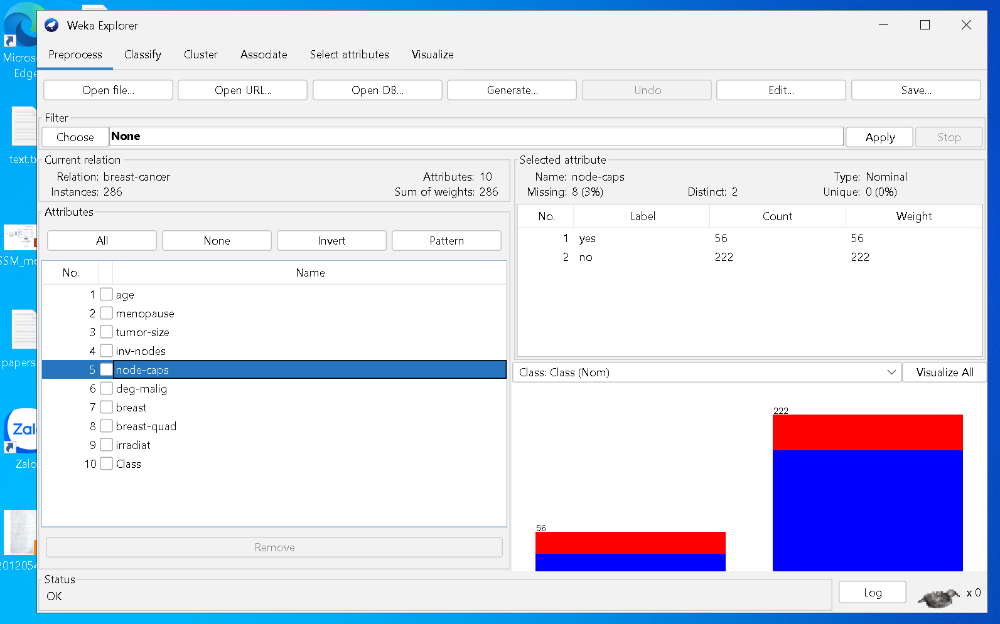 Weka Explorer
Preprocess Classify Cluster Associate Select attributes Visualize
Open file... Open URL... Open DB... Generate... Undo Edit... Save...
Filter
Choose None Apply Stop
Current relation
Relation: breast-cancer Attributes: 10
Instances: 286 Sum of weights: 286
Selected attribute
Name: node-caps Type: Nominal
Missing: 8 (3%) Distinct: 2 Unique: 0 (0%)
No. Label Count Weight
1 yes 56 56
2 no 222 222
Attributes
All None Invert Pattern
No. Name
1 age
2 menopause
3 tumor-size
4 inv-nodes
5 node-caps
6 deg-malig
7 breast
8 breast-quad
9 irradiat
10 Class
Remove
Class: Class (Nom) Visualize All
222
56
Status
OK
Log x 0
Micros
Edge
text.tx
SSM_mo
papers.
Zal
Zalo
201205